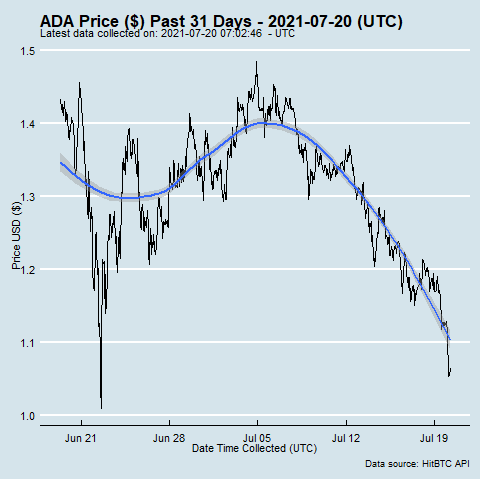 ADA Price ($) Past 31 Days - 2021-07-20 (UTC)
Latest data collected on: 2021-07-20 07:02:46 - UTC
1.5
1.4
1.3
1.2
1.1
1.0
Price USD ($)
Jun 21 Jun 28 Jul 05 Jul 12 Jul 19
Date Time Collected (UTC)
Data source: HitBTC API